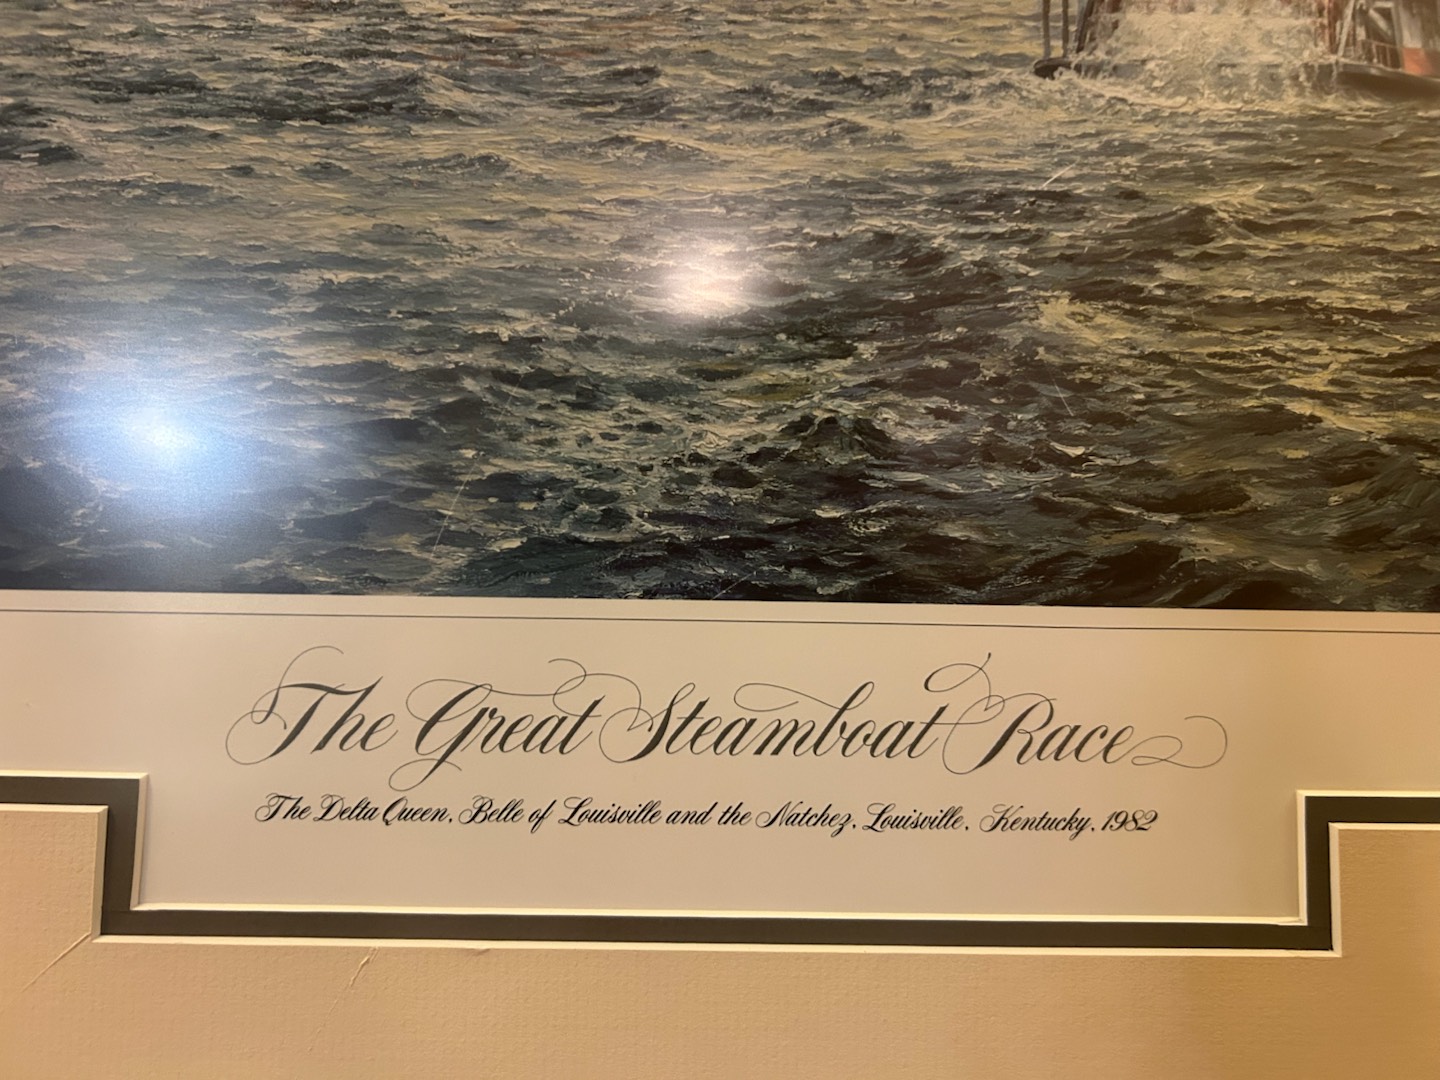 The Great Steamboat Race
The Delta Queen, Belle of Louisville and the Natchez, Louisville, Kentucky, 1982